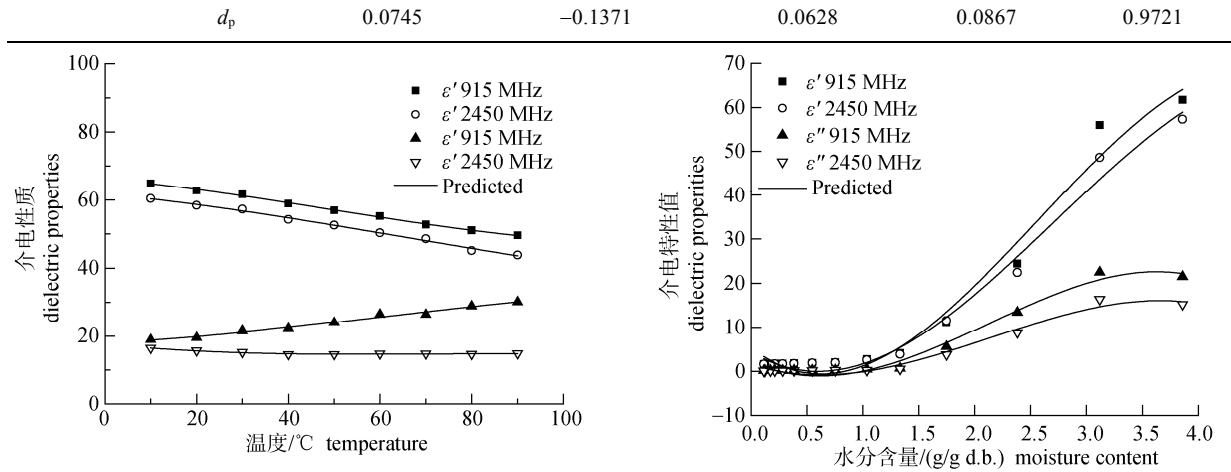 dp 0.0745 −0.1371 0.0628 0.0867 0.9721
100
80
60
40
20
0
介电性质
dielectric properties
ε′ 915 MHz
ε′ 2450 MHz
ε′ 915 MHz
ε′ 2450 MHz
Predicted
0 20 40 60 80 100
温度/℃ temperature
70
60
50
40
30
20
10
0
−10
介电特性值
dielectric properities
ε′ 915 MHz
ε′ 2450 MHz
ε″ 915 MHz
ε″ 2450 MHz
Predicted
0.0 0.5 1.0 1.5 2.0 2.5 3.0 3.5 4.0
水分含量/(g/g d.b.) moisture content